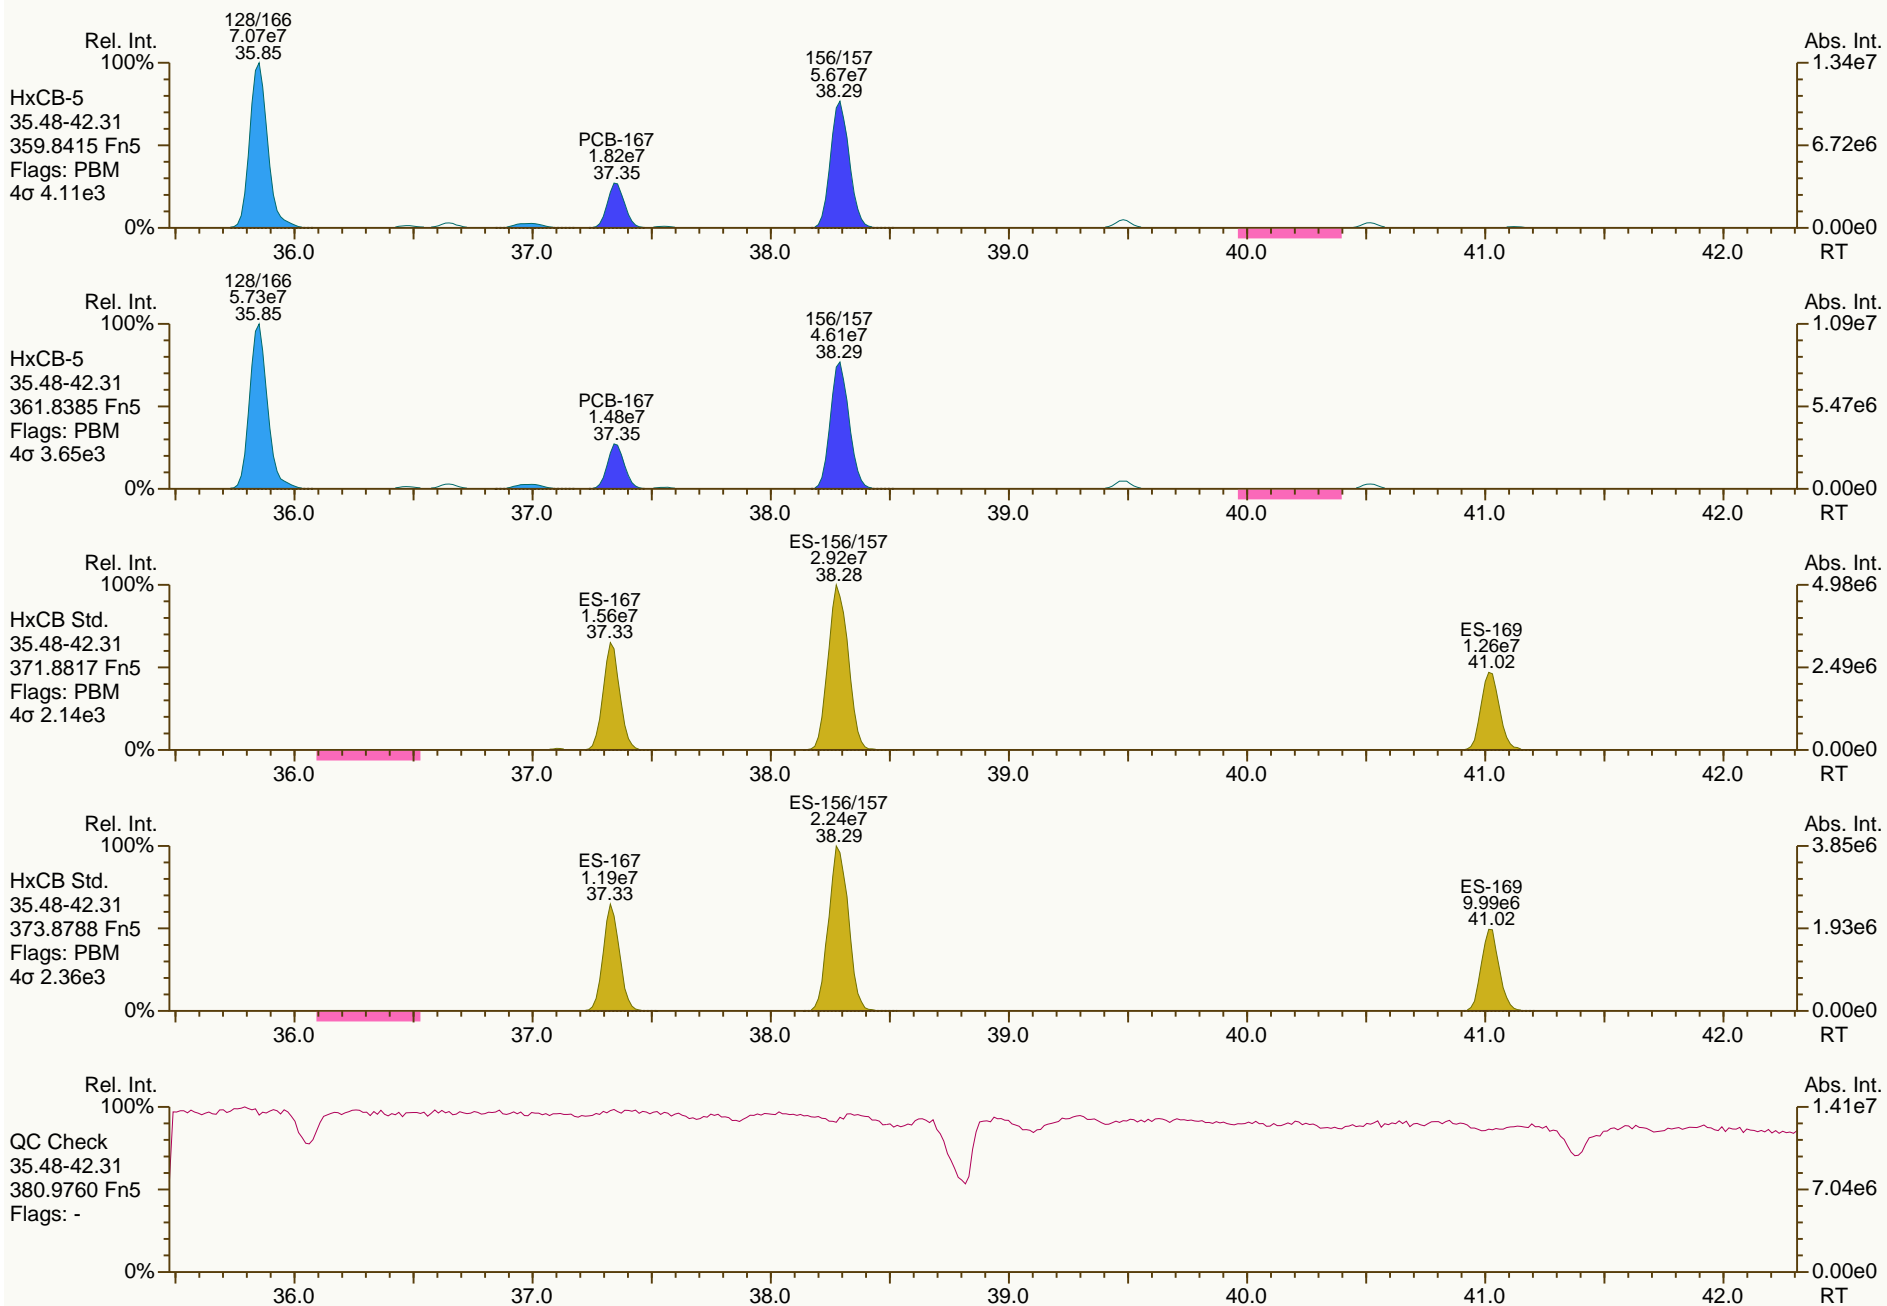 128/166
7.07e7
35.85
Rel. Int.
100%
0%
HxCB-5
35.48-42.31
359.8415 Fn5
Flags: PBM
4σ 4.11e3
PCB-167
1.82e7
37.35
156/157
5.67e7
38.29
Abs. Int.
1.34e7
6.72e6
0.00e0
36.0 37.0 38.0 39.0 40.0 41.0 42.0 RT
128/166
5.73e7
35.85
Rel. Int.
100%
0%
HxCB-5
35.48-42.31
361.8385 Fn5
Flags: PBM
4σ 3.65e3
PCB-167
1.48e7
37.35
156/157
4.61e7
38.29
Abs. Int.
1.09e7
5.47e6
0.00e0
36.0 37.0 38.0 39.0 40.0 41.0 42.0 RT
Rel. Int.
100%
0%
HxCB Std.
35.48-42.31
371.8817 Fn5
Flags: PBM
4σ 2.14e3
ES-167
1.56e7
37.33
ES-156/157
2.92e7
38.28
ES-169
1.26e7
41.02
Abs. Int.
4.98e6
2.49e6
0.00e0
36.0 37.0 38.0 39.0 40.0 41.0 42.0 RT
Rel. Int.
100%
0%
HxCB Std.
35.48-42.31
373.8788 Fn5
Flags: PBM
4σ 2.36e3
ES-167
1.19e7
37.33
ES-156/157
2.24e7
38.29
ES-169
9.99e6
41.02
Abs. Int.
3.85e6
1.93e6
0.00e0
36.0 37.0 38.0 39.0 40.0 41.0 42.0 RT
Rel. Int.
100%
0%
QC Check
35.48-42.31
380.9760 Fn5
Flags: -
Abs. Int.
1.41e7
7.04e6
0.00e0
36.0 37.0 38.0 39.0 40.0 41.0 42.0 RT